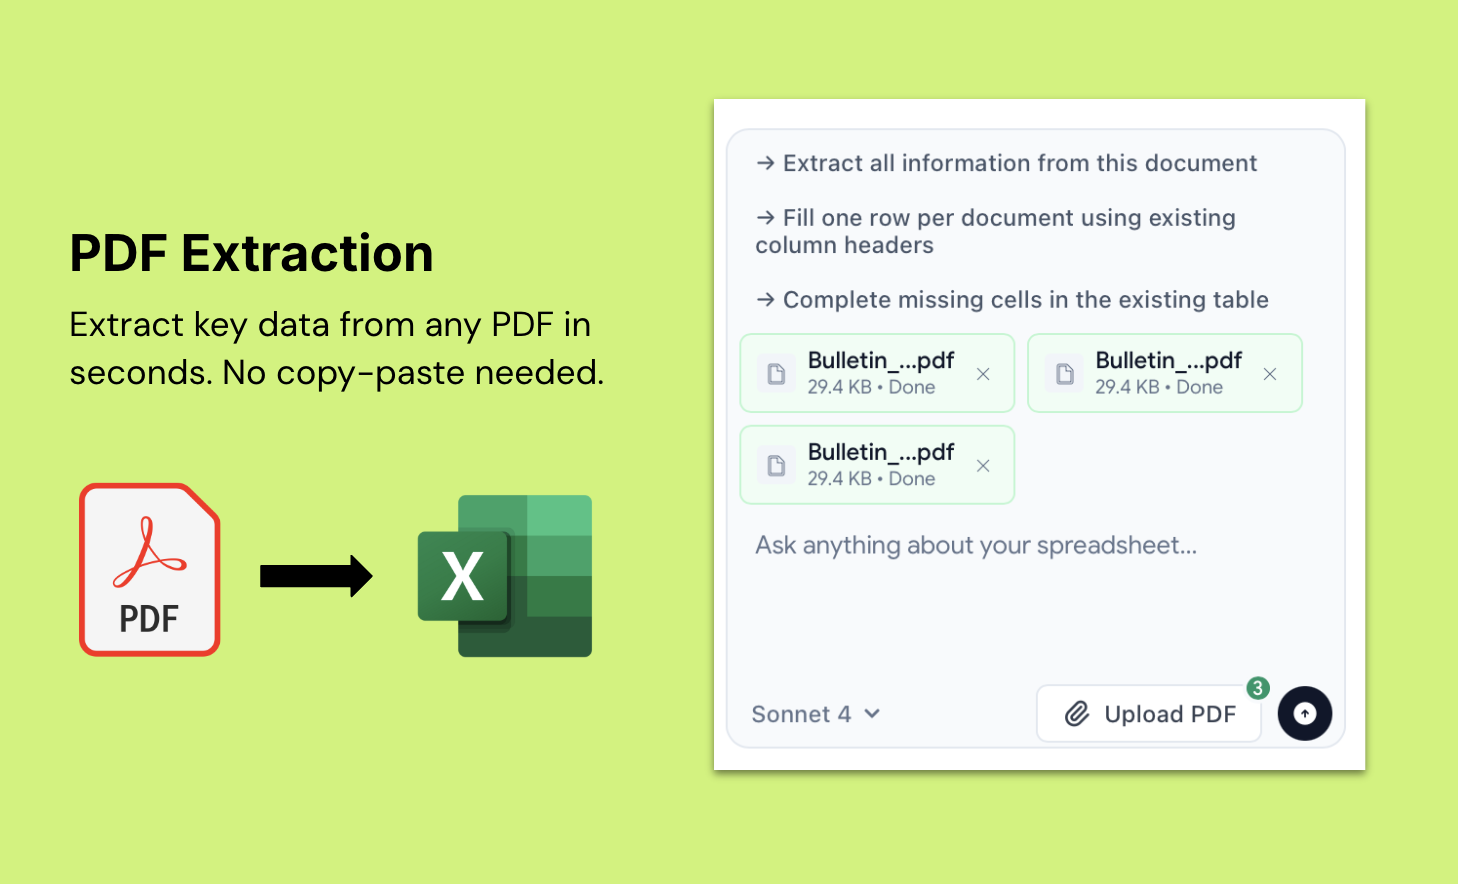 PDF Extraction
Extract key data from any PDF in
seconds. No copy-paste needed.
PDF
X
→ Extract all information from this document
→ Fill one row per document using existing
column headers
→ Complete missing cells in the existing table
Bulletin_...pdf
29.4 KB • Done
Bulletin_...pdf
29.4 KB • Done
Bulletin_...pdf
29.4 KB • Done
Ask anything about your spreadsheet...
Sonnet 4
Upload PDF
3